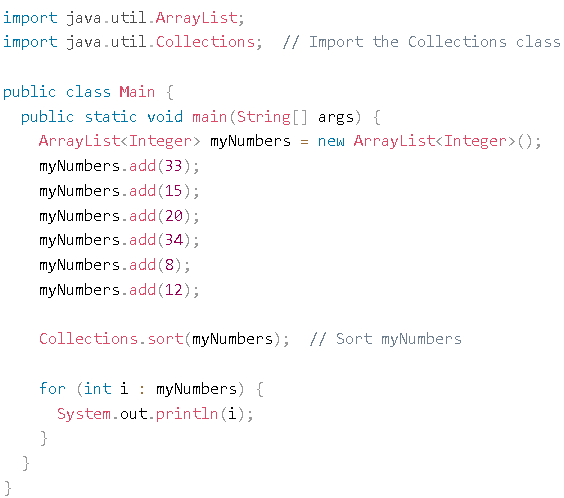 import java.util.ArrayList;
import java.util.Collections;  // Import the Collections class

public class Main {
  public static void main(String[] args) {
    ArrayList<Integer> myNumbers = new ArrayList<Integer>();
    myNumbers.add(33);
    myNumbers.add(15);
    myNumbers.add(20);
    myNumbers.add(34);
    myNumbers.add(8);
    myNumbers.add(12);

    Collections.sort(myNumbers);  // Sort myNumbers

    for (int i : myNumbers) {
      System.out.println(i);
    }
  }
}